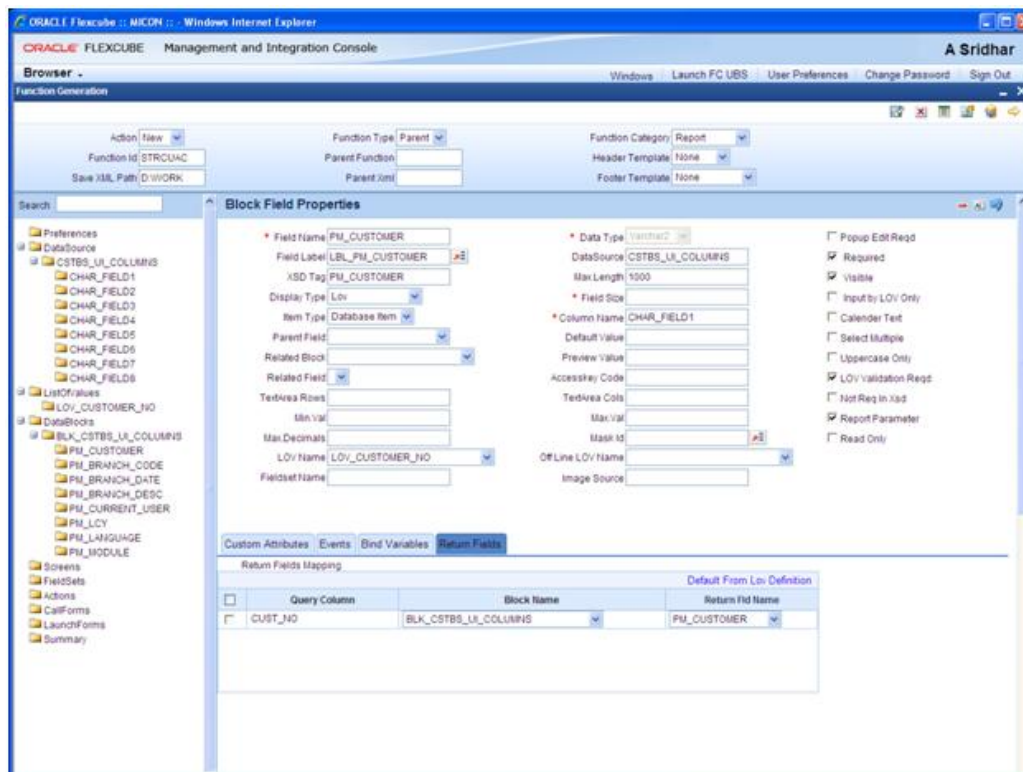 ORACLE Flexcube :: MICON :: - Windows Internet Explorer
ORACLE FLEXCUBE Management and Integration Console
A Sridhar
Browser
Windows Launch FC UBS User Preferences Change Password Sign Out
Function Generation
Action New Function Type Parent Function Category Report
Function Id STRCUAC Parent Function Header Template None
Save XML Path D:\WORK Parent Xml Footer Template None
Search
Preferences
DataSource
CSTBS_UI_COLUMNS
CHAR_FIELD1
CHAR_FIELD2
CHAR_FIELD3
CHAR_FIELD4
CHAR_FIELD5
CHAR_FIELD6
CHAR_FIELD7
CHAR_FIELD8
ListOfValues
LOV_CUSTOMER_NO
DataBlocks
BLK_CSTBS_UI_COLUMNS
PM_CUSTOMER
PM_BRANCH_CODE
PM_BRANCH_DATE
PM_BRANCH_DESC
PM_CURRENT_USER
PM_LCY
PM_LANGUAGE
PM_MODULE
Screens
FieldSets
Actions
CallForms
LaunchForms
Summary
Block Field Properties
* Field Name PM_CUSTOMER * Data Type Varchar2 Popup Edit Reqd
Field Label LBL_PM_CUSTOMER DataSource CSTBS_UI_COLUMNS Required
XSD Tag PM_CUSTOMER Max.Length 1000 Visible
Display Type Lov * Field Size Input by LOV Only
Item Type Database Item * Column Name CHAR_FIELD1 Calender Text
Parent Field Default Value Select Multiple
Related Block Preview Value Uppercase Only
Related Field Accesskey Code LOV Validation Reqd
TextArea Rows TextArea Cols Not Req In Xsd
Min.Val Max.Val Report Parameter
Max.Decimals Mask Id Read Only
LOV Name LOV_CUSTOMER_NO Off Line LOV Name
Fieldset Name Image Source
Custom Attributes Events Bind Variables Return Fields
Return Fields Mapping
Default From Lov Definition
Query Column Block Name Return Fld Name
CUST_NO BLK_CSTBS_UI_COLUMNS PM_CUSTOMER